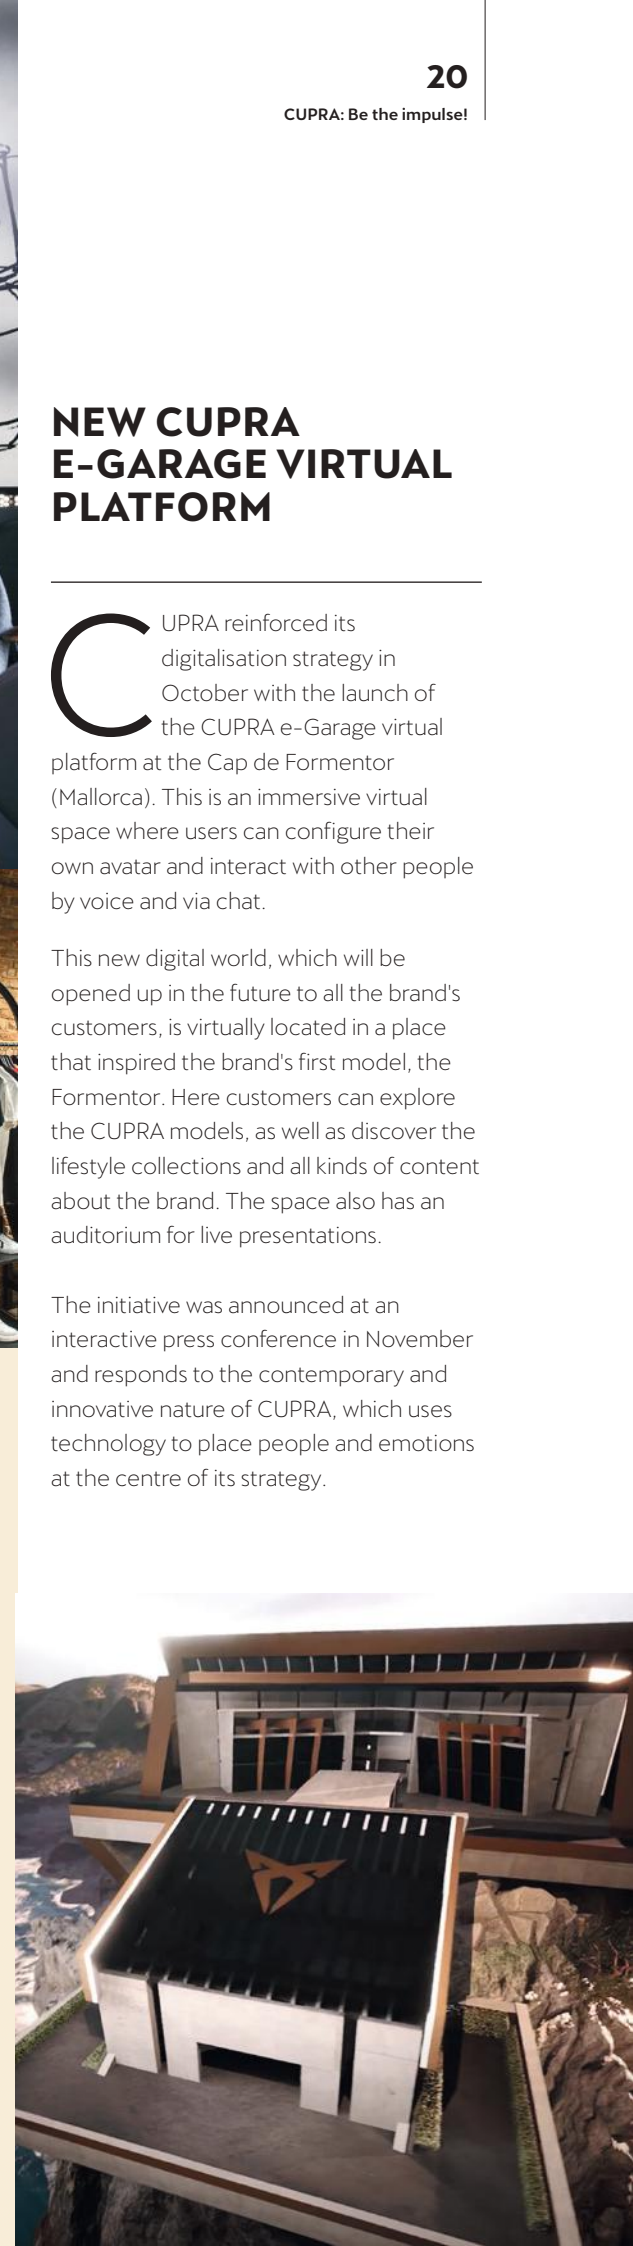 20
CUPRA: Be the impulse!
NEW CUPRA
E-GARAGE VIRTUAL
PLATFORM
CUPRA reinforced its
digitalisation strategy in
October with the launch of
the CUPRA e-Garage virtual
platform at the Cap de Formentor
(Mallorca). This is an immersive virtual
space where users can configure their
own avatar and interact with other people
by voice and via chat.
This new digital world, which will be
opened up in the future to all the brand's
customers, is virtually located in a place
that inspired the brand's first model, the
Formentor. Here customers can explore
the CUPRA models, as well as discover the
lifestyle collections and all kinds of content
about the brand. The space also has an
auditorium for live presentations.
The initiative was announced at an
interactive press conference in November
and responds to the contemporary and
innovative nature of CUPRA, which uses
technology to place people and emotions
at the centre of its strategy.